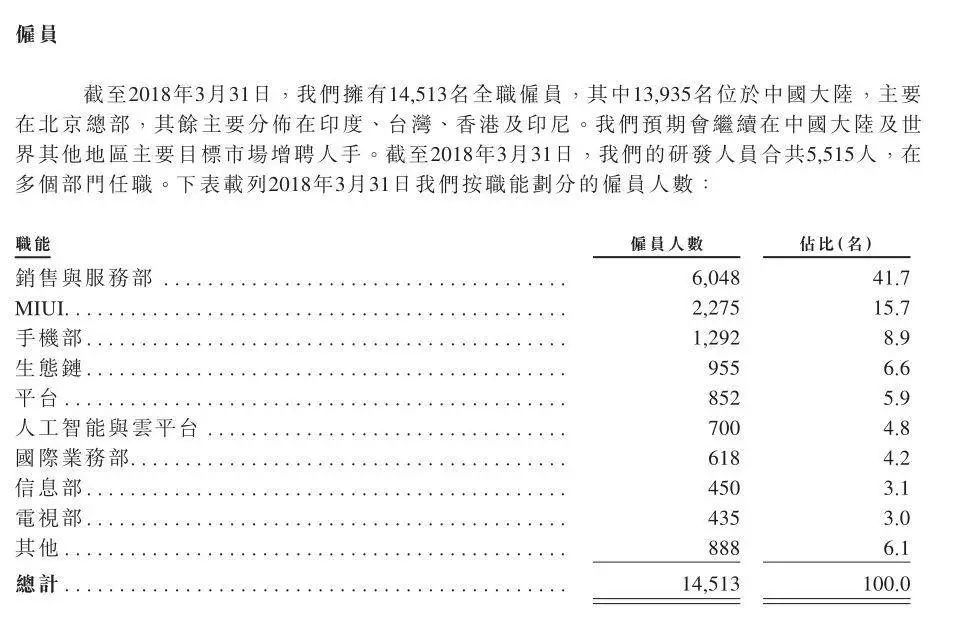 僱員
截至2018年3月31日，我們擁有14,513名全職僱員，其中13,935名位於中國大陸，主要
在北京總部，其餘主要分佈在印度、台灣、香港及印尼。我們預期會繼續在中國大陸及世
界其他地區主要目標市場增聘人手。截至2018年3月31日，我們的研發人員合共5,515人，在
多個部門任職。下表載列2018年3月31日我們按職能劃分的僱員人數：
職能 僱員人數 佔比(名)
銷售與服務部 ..................................... 6,048 41.7
MIUI.............................................. 2,275 15.7
手機部............................................ 1,292 8.9
生態鏈............................................ 955 6.6
平台.............................................. 852 5.9
人工智能與雲平台 ................................. 700 4.8
國際業務部........................................ 618 4.2
信息部............................................ 450 3.1
電視部............................................ 435 3.0
其他.............................................. 888 6.1
總計.............................................. 14,513 100.0